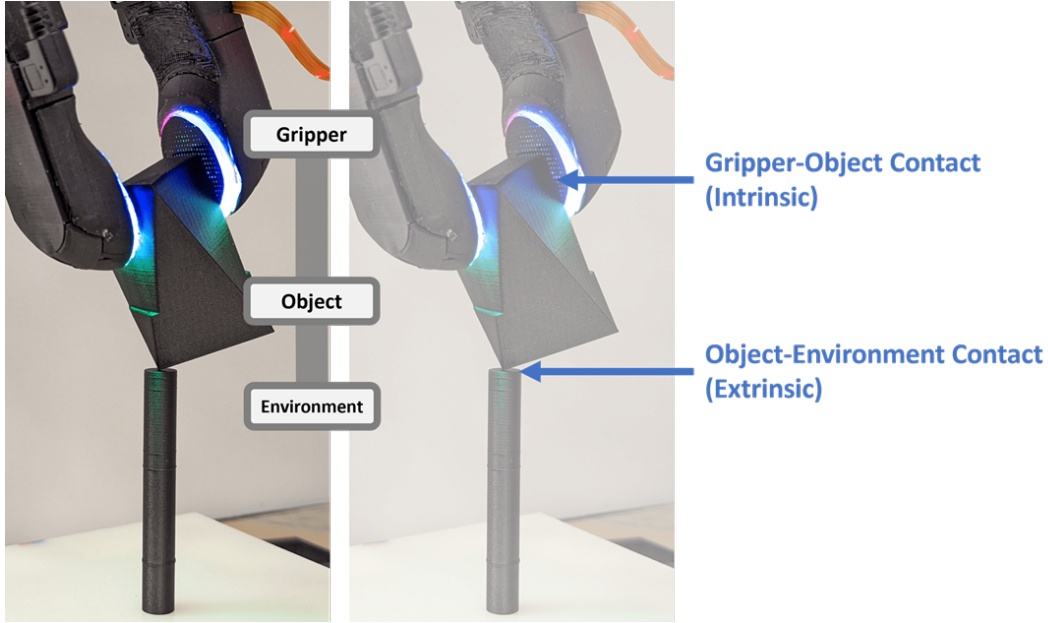 Gripper
Object
Environment
Gripper-Object Contact
(Intrinsic)
Object-Environment Contact
(Extrinsic)